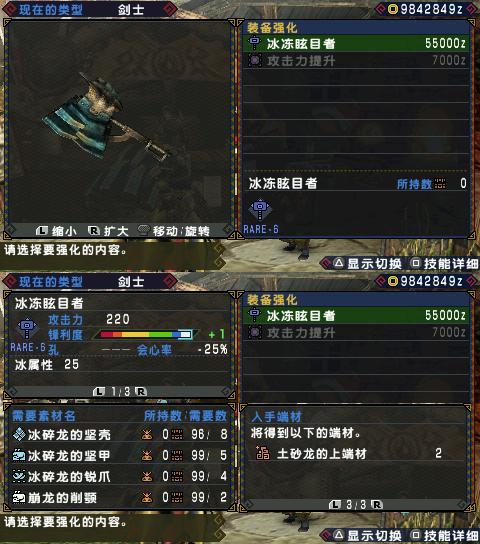 现在的类型 剑士
9842849z
装备强化
冰冻眩目者 55000z
攻击力提升 7000z
冰冻眩目者 所持数 0
RARE-6
L 缩小 R 扩大 移动/旋转
请选择要强化的内容。
△显示切换 □技能详细
现在的类型 剑士
9842849z
冰冻眩目者
攻击力 220
锋利度 +1
RARE-6 孔 --- 会心率 -25%
冰属性 25
L 1/3 R
装备强化
冰冻眩目者 55000z
攻击力提升 7000z
需要素材名 所持数/需要数
冰碎龙的坚壳 0 96/ 8
冰碎龙的坚甲 0 99/ 5
冰碎龙的锐爪 0 99/ 4
崩龙的削颚 0 99/ 2
入手端材
将得到以下的端材。
土砂龙的上端材 2
L 3/3 R
请选择要强化的内容。
△显示切换 □技能详细